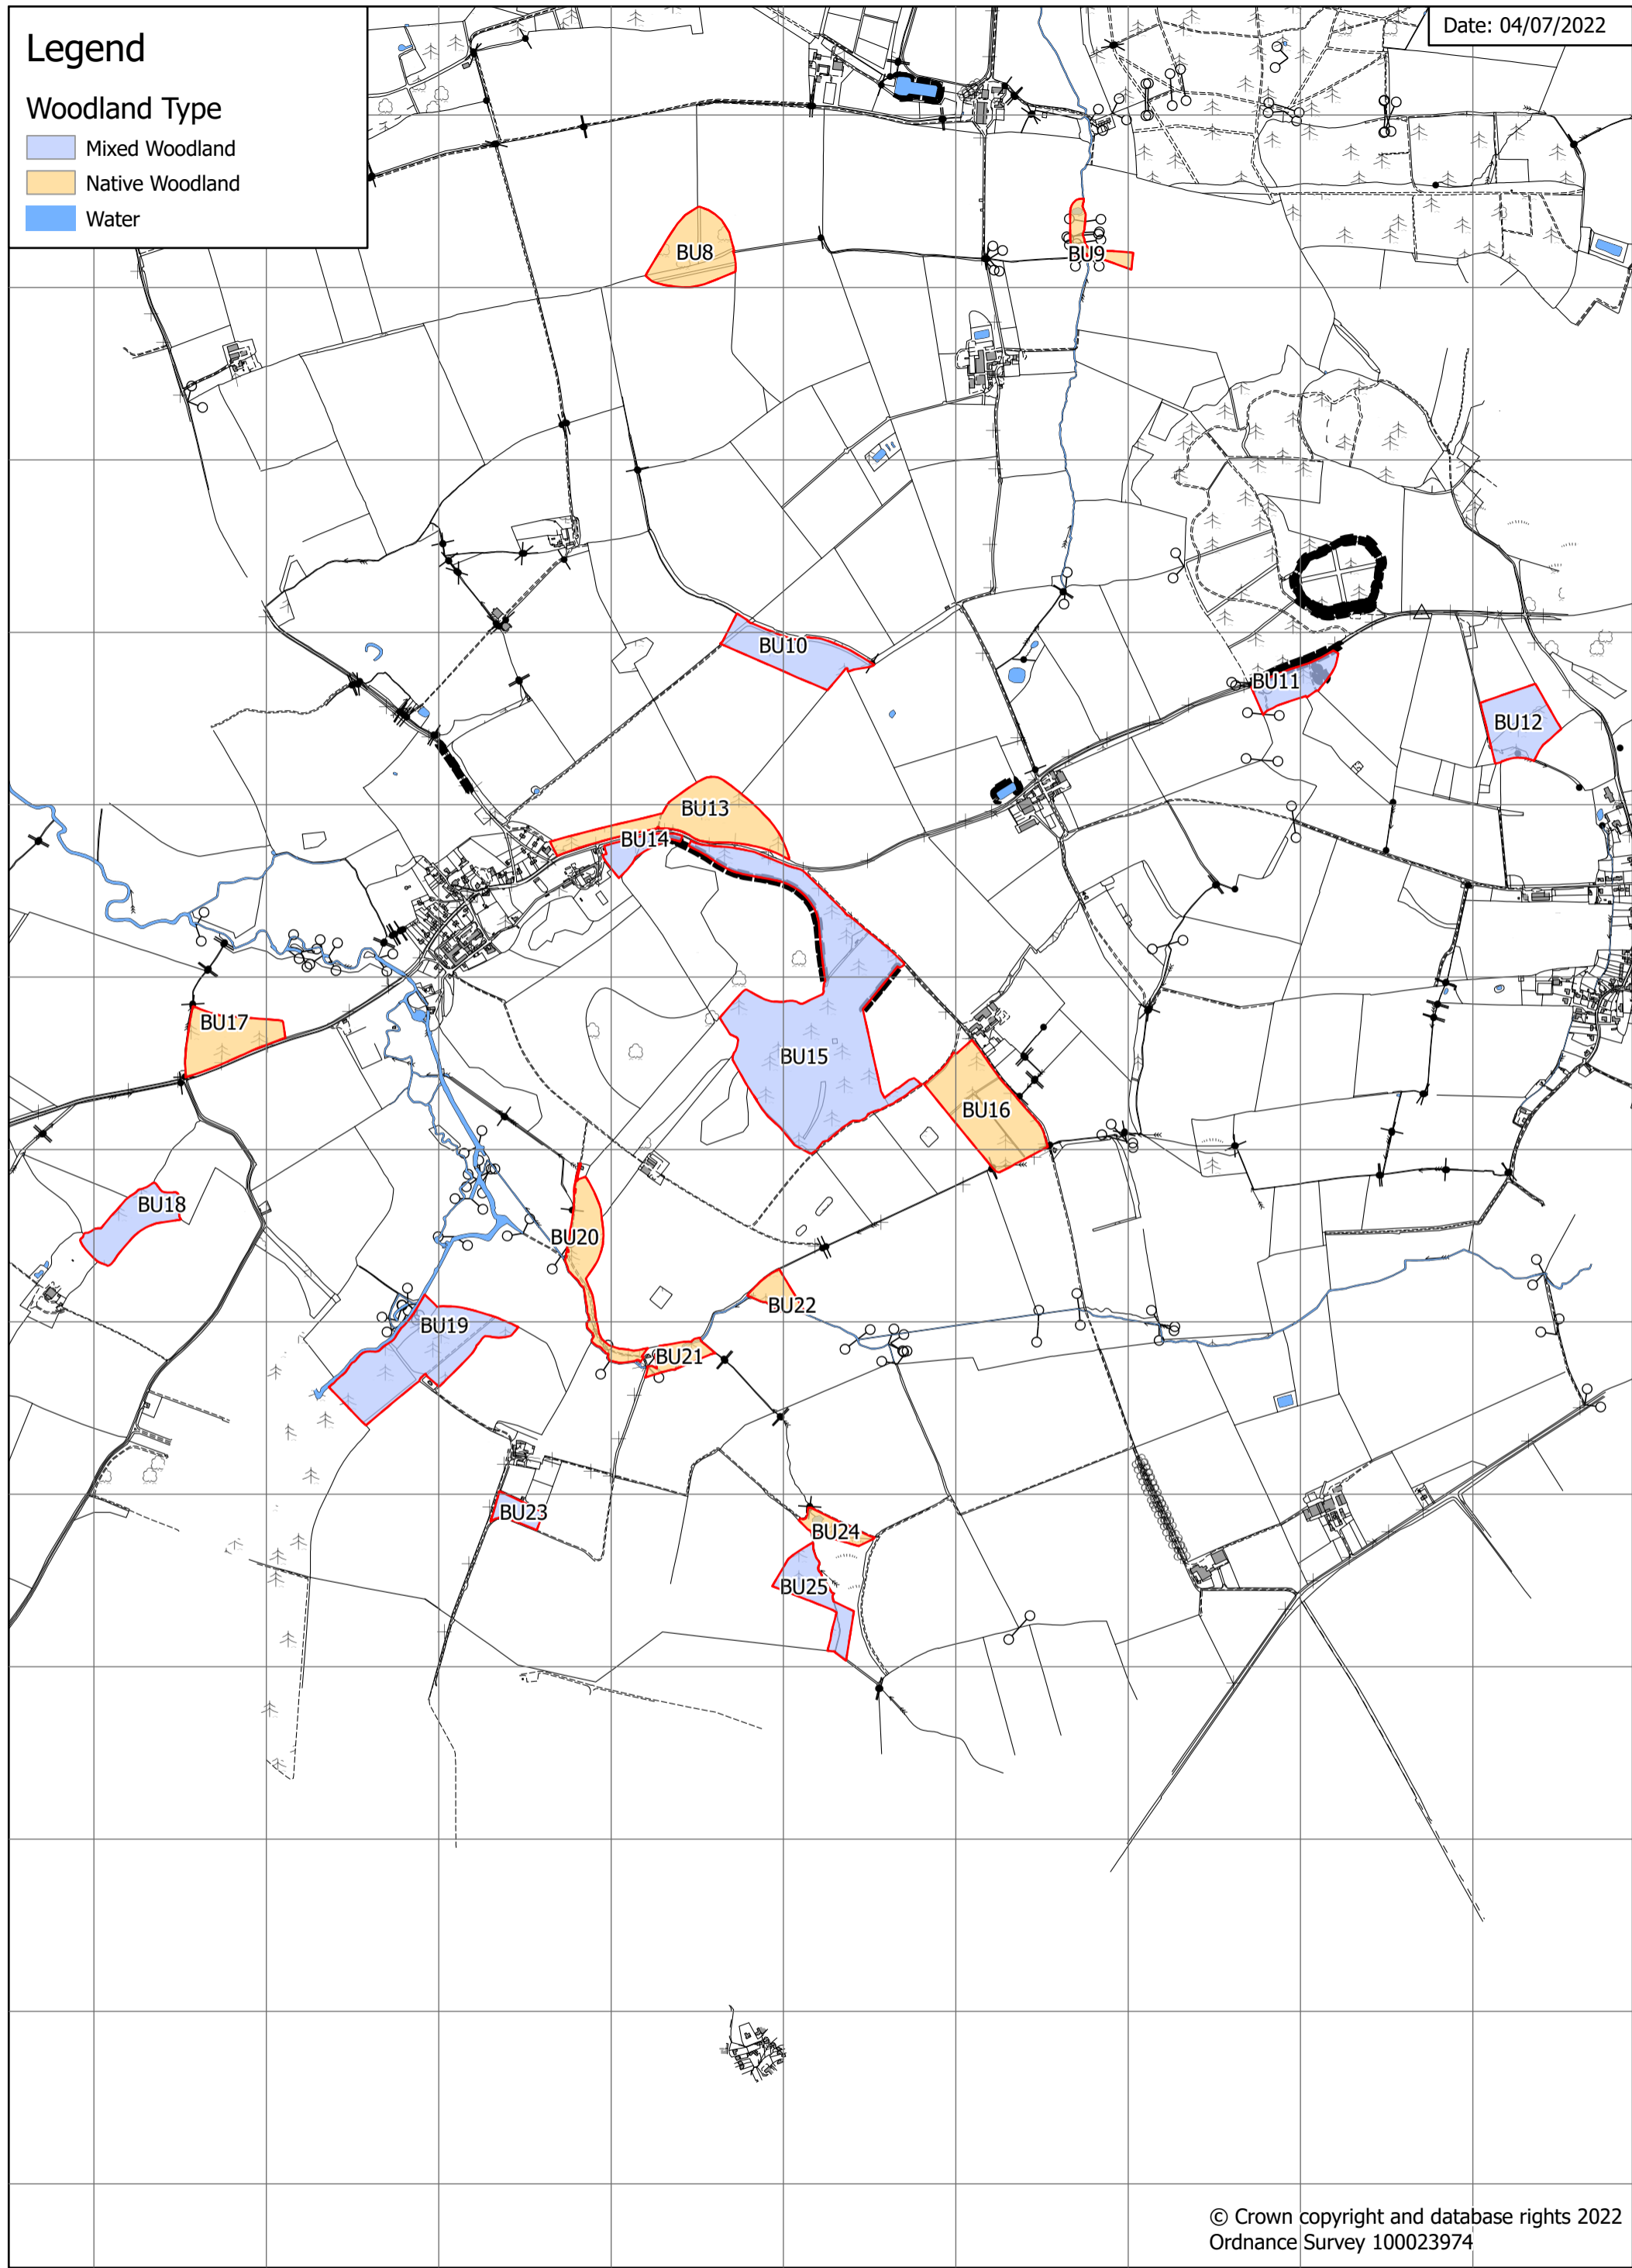 Legend
Woodland Type
Mixed Woodland
Native Woodland
Water
Date: 04/07/2022
BU8
BU9
BU10
BU11
BU12
BU13
BU14
BU15
BU16
BU17
BU18
BU19
BU20
BU21
BU22
BU23
BU24
BU25
© Crown copyright and database rights 2022
Ordnance Survey 100023974